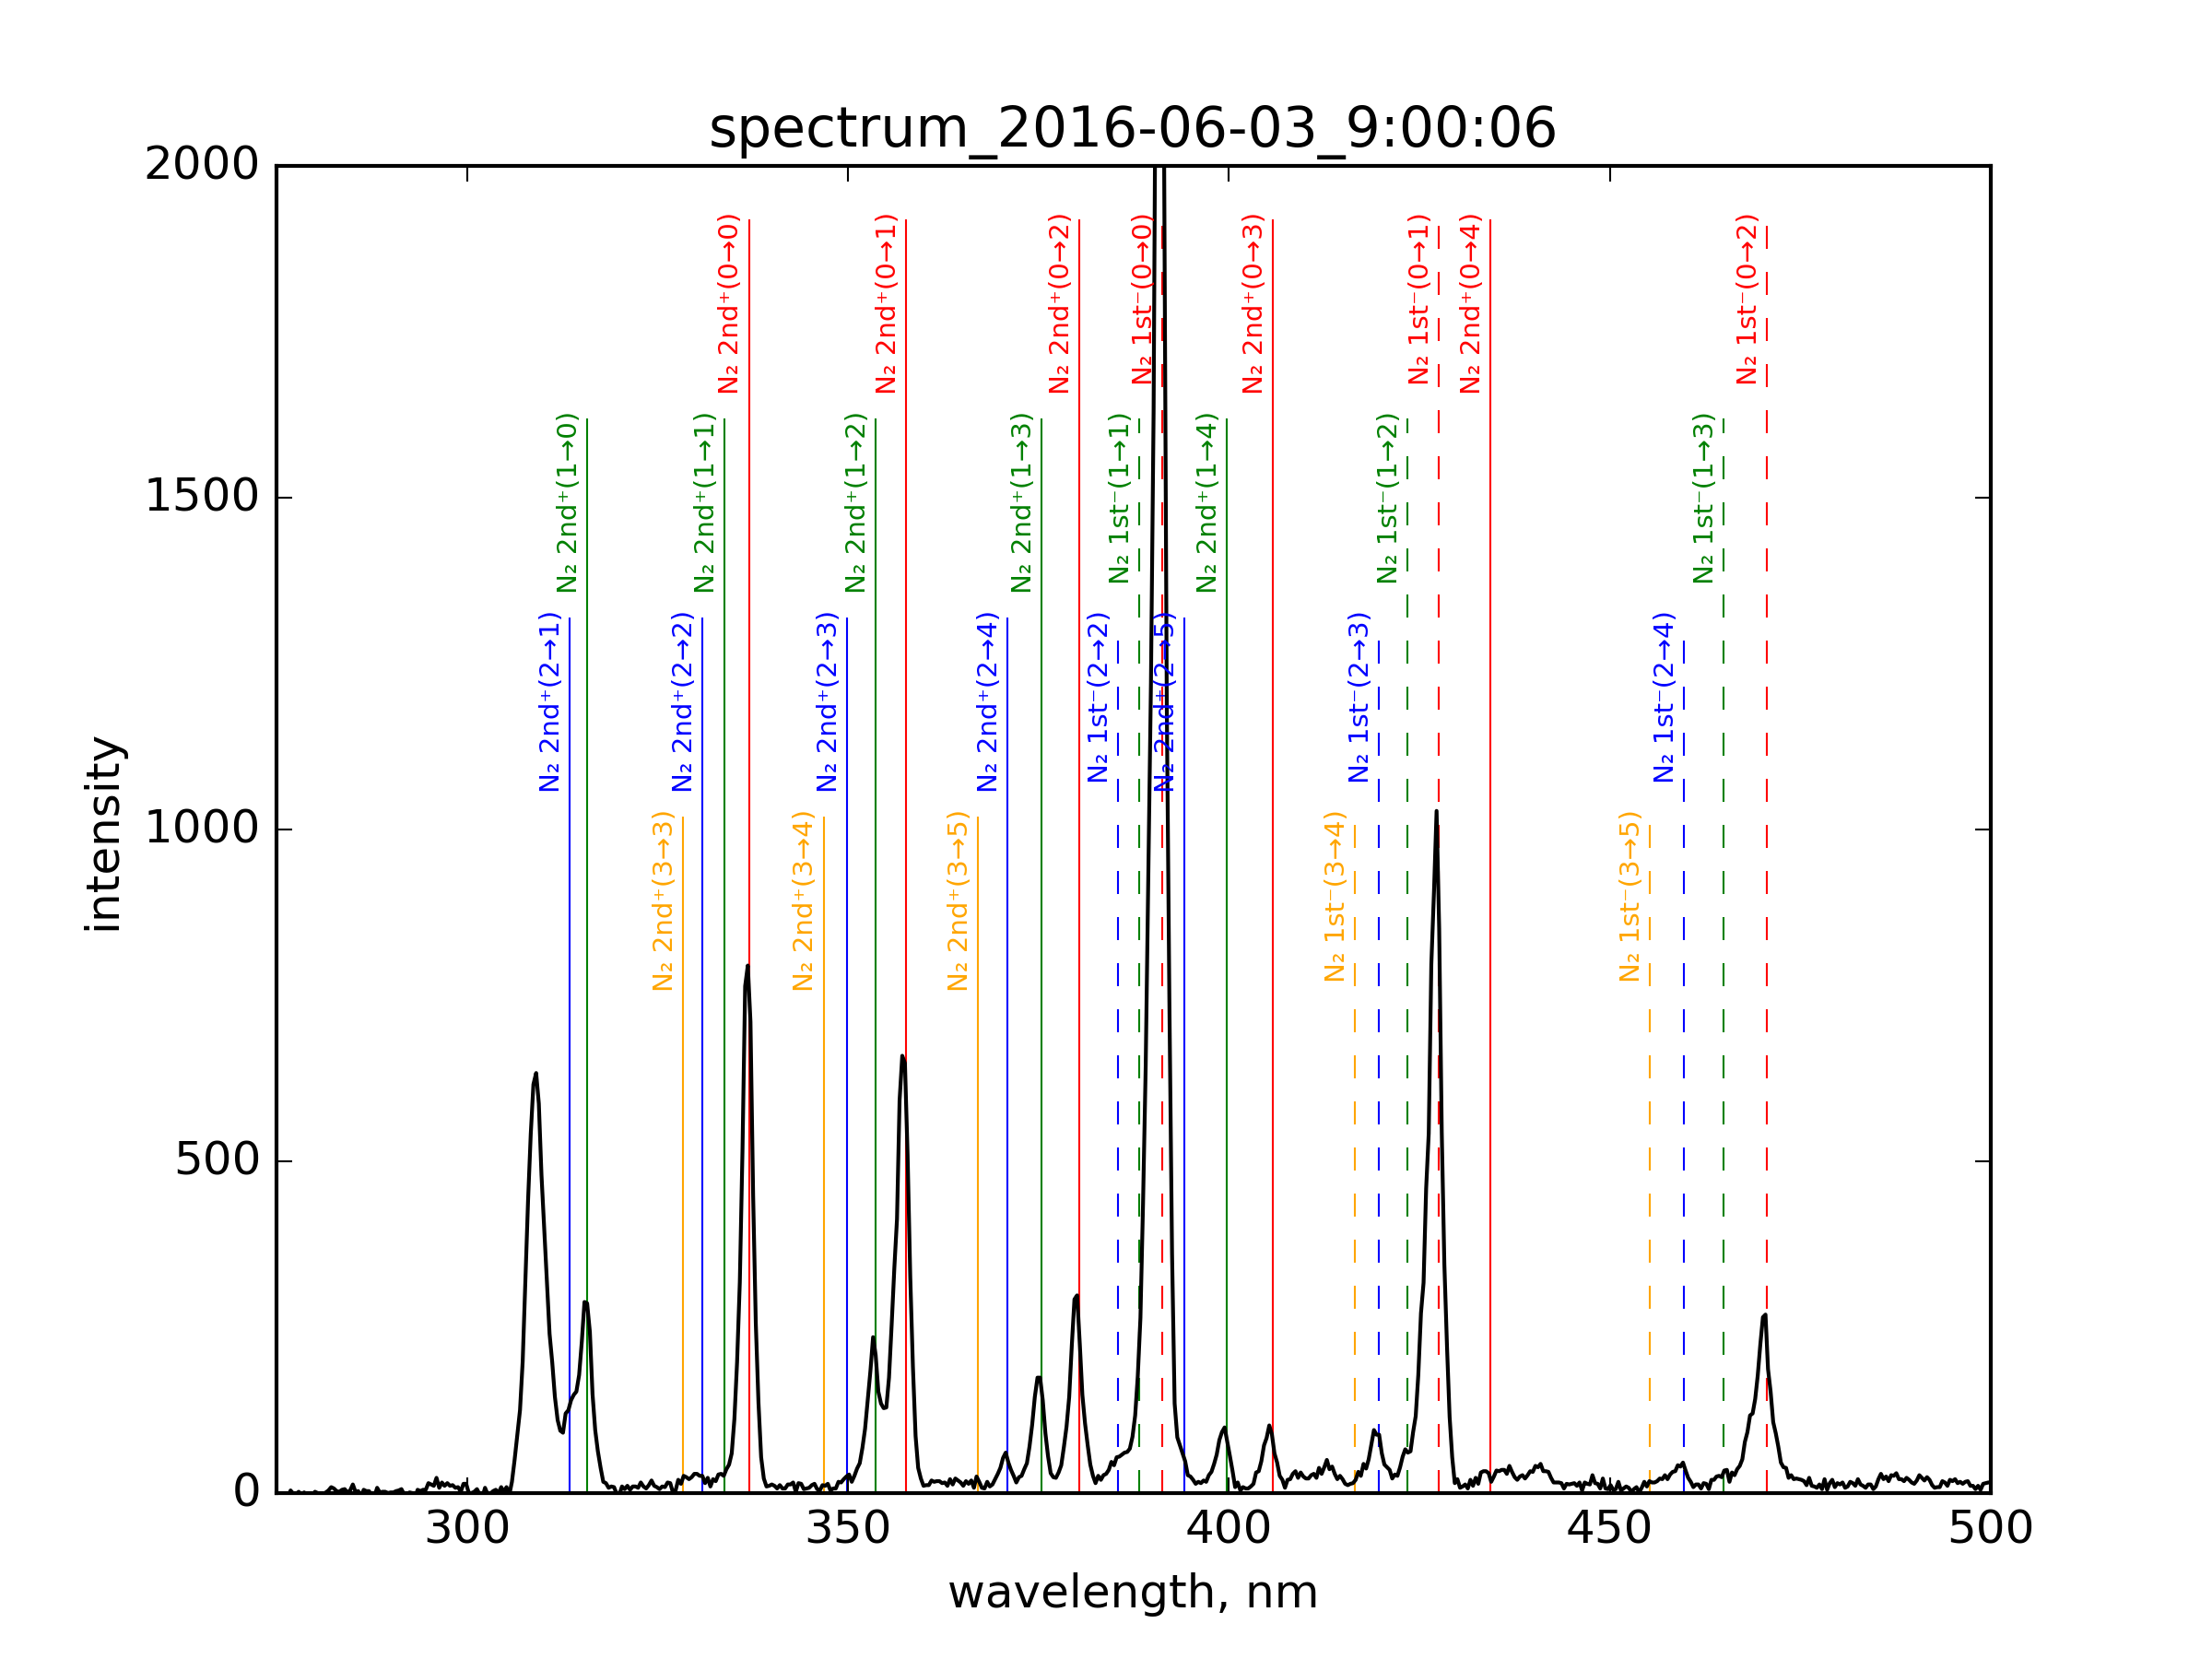 spectrum_2016-06-03_9:00:06
2000
1500
1000
500
0
intensity
N₂ 2nd⁺(0→0)
N₂ 2nd⁺(0→1)
N₂ 2nd⁺(0→2)
N₂ 1st⁻(0→0)
N₂ 2nd⁺(0→3)
N₂ 1st⁻(0→1)
N₂ 2nd⁺(0→4)
N₂ 1st⁻(0→2)
N₂ 2nd⁺(1→0)
N₂ 2nd⁺(1→1)
N₂ 2nd⁺(1→2)
N₂ 2nd⁺(1→3)
N₂ 1st⁻(1→1)
N₂ 2nd⁺(1→4)
N₂ 1st⁻(1→2)
N₂ 1st⁻(1→3)
N₂ 2nd⁺(2→1)
N₂ 2nd⁺(2→2)
N₂ 2nd⁺(2→3)
N₂ 2nd⁺(2→4)
N₂ 1st⁻(2→2)
N₂ 2nd⁺(2→5)
N₂ 1st⁻(2→3)
N₂ 1st⁻(2→4)
N₂ 2nd⁺(3→3)
N₂ 2nd⁺(3→4)
N₂ 2nd⁺(3→5)
N₂ 1st⁻(3→4)
N₂ 1st⁻(3→5)
300
350
400
450
500
wavelength, nm